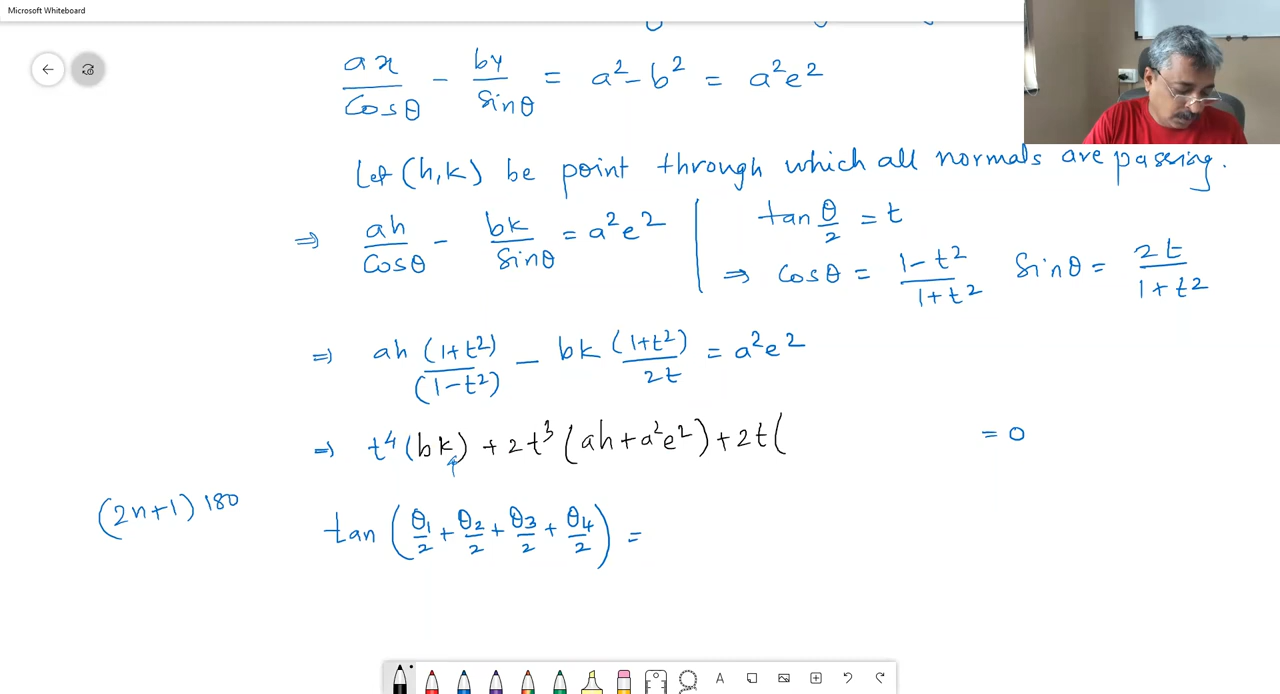 Microsoft Whiteboard
ax/Cosθ - by/Sinθ = a² - b² = a²e²
Let (h,k) be point through which all normals are passing.
⇒ ah/Cosθ - bk/Sinθ = a²e² | tan θ/2 = t
⇒ Cosθ = (1-t²)/(1+t²) Sinθ = 2t/(1+t²)
⇒ ah (1+t²)/(1-t²) - bk (1+t²)/2t = a²e²
⇒ t⁴(bk) + 2t³(ah+a²e²) + 2t( = 0
(2n+1) 180
tan (θ₁/2 + θ₂/2 + θ₃/2 + θ₄/2) =
A